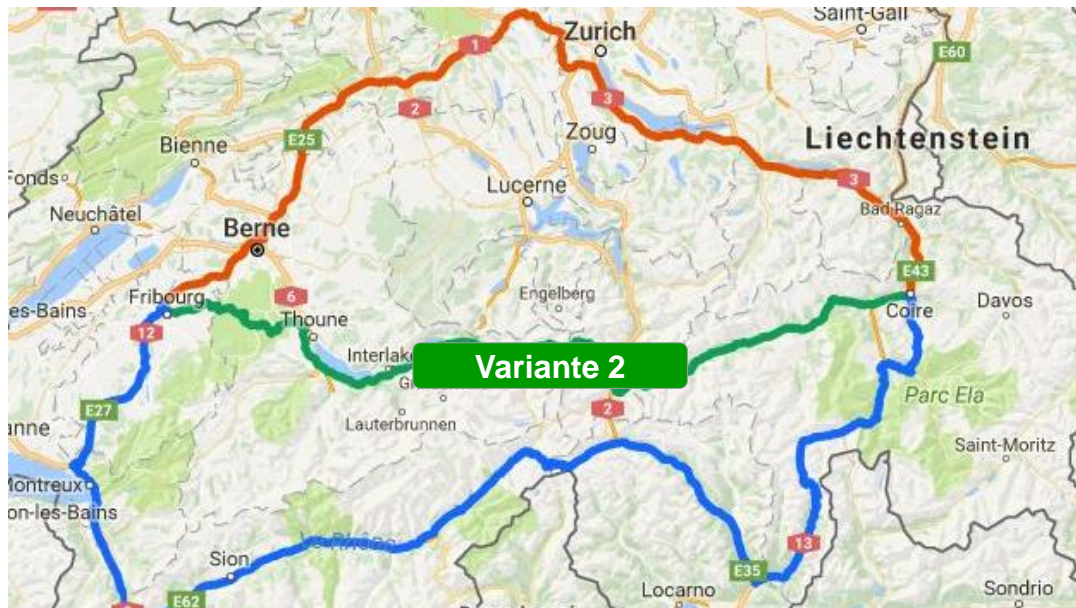 Saint-Gall
Zurich
E60
1
3
2
E25
Zoug
Liechtenstein
Bienne
3
Fonds
Lucerne
Neuchâtel
Bad Ragaz
Berne
E43
6
Engelberg
es-Bains
Fribourg
Davos
Coire
12
Thoune
Interlake
Variante 2
E27
2
Parc Ela
anne
Lauterbrunnen
Saint-Moritz
Montreux
on-les-Bains
13
Le Rhône
Sion
E35
Locarno
Sondrio
E62